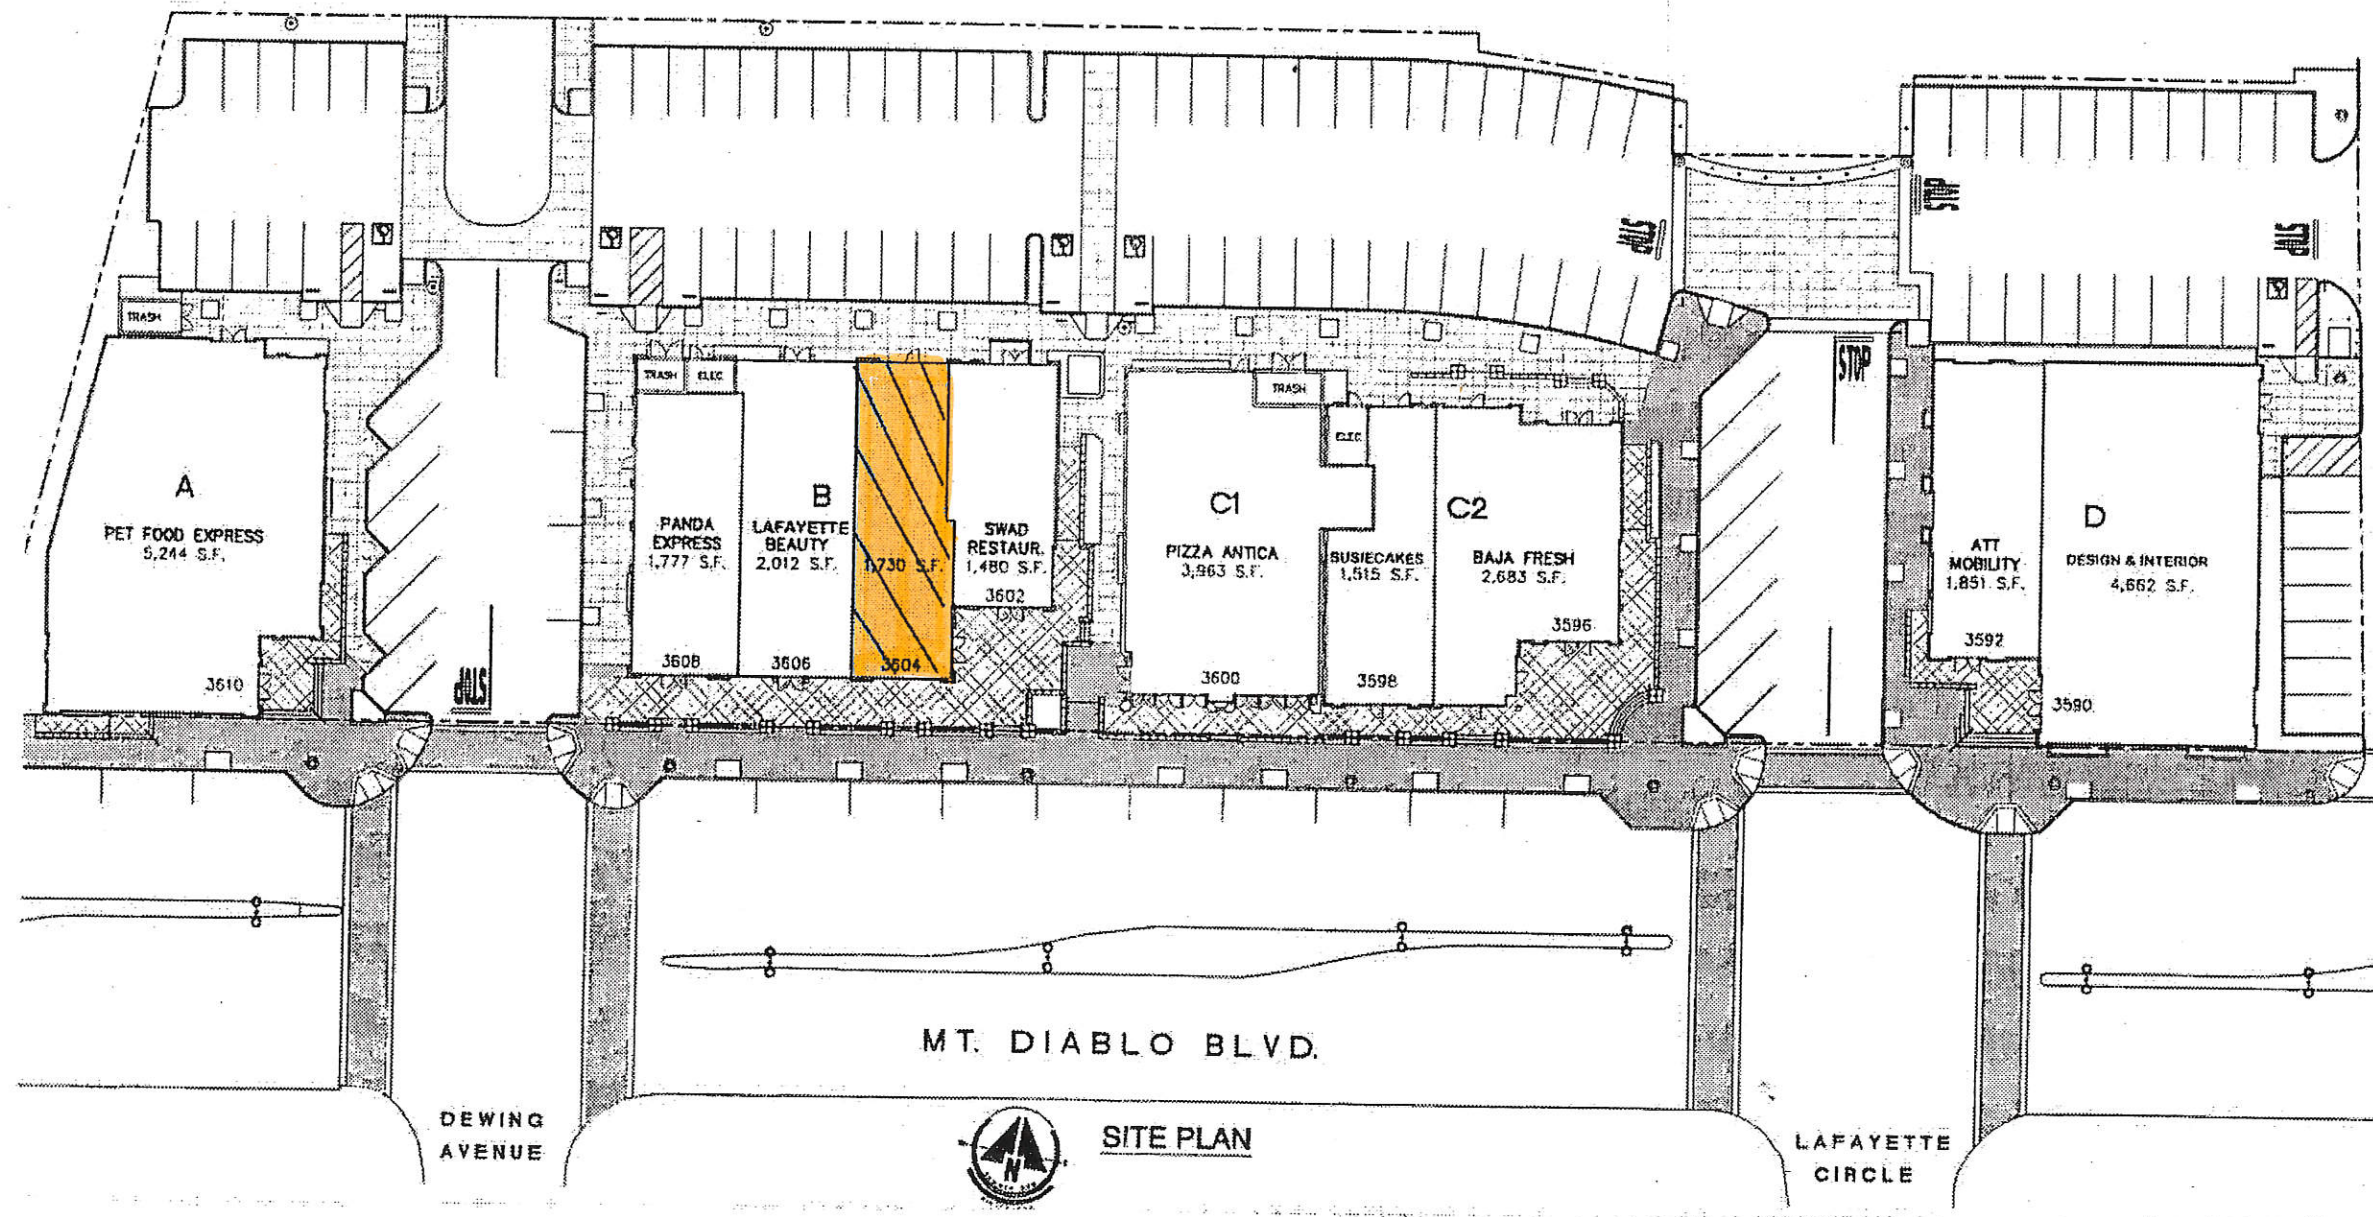 STOP
STOP
STOP
TRASH
STOP
TRASH
ELEC
TRASH
ELEC
A
PET FOOD EXPRESS
5,244 S.F.
3610
STOP
PANDA
EXPRESS
1,777 S.F.
3608
B
LAFAYETTE
BEAUTY
2,012 S.F.
3606
1,730 S.F.
3604
SWAD
RESTAUR.
1,480 S.F.
3602
C1
PIZZA ANTICA
3,963 S.F.
3600
SUSIECAKES
1,515 S.F.
3598
C2
BAJA FRESH
2,683 S.F.
3596
ATT
MOBILITY
1,851 S.F.
3592
D
DESIGN & INTERIOR
4,662 S.F.
3590
MT. DIABLO BLVD.
DEWING
AVENUE
N
SITE PLAN
LAFAYETTE
CIRCLE